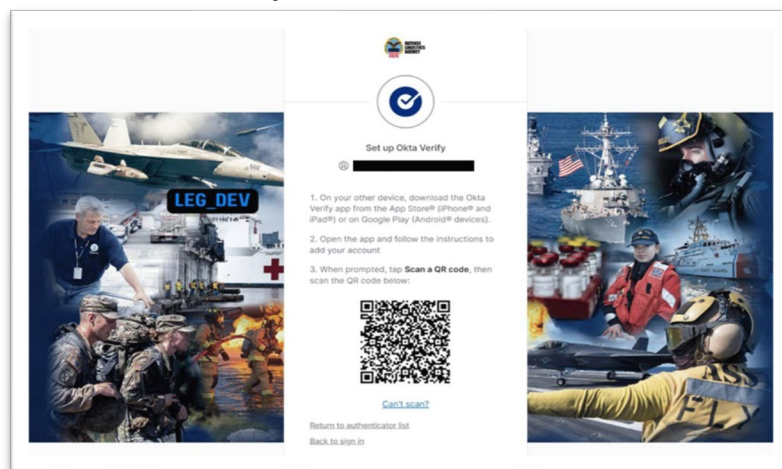 DEFENSE
LOGISTICS
AGENCY
Set up Okta Verify
LEG_DEV
1. On your other device, download the Okta
Verify app from the App Store® (iPhone® and
iPad®) or on Google Play (Android® devices).
2. Open the app and follow the instructions to
add your account
3. When prompted, tap Scan a QR code, then
scan the QR code below:
Can't scan?
Return to authenticator list
Back to sign in